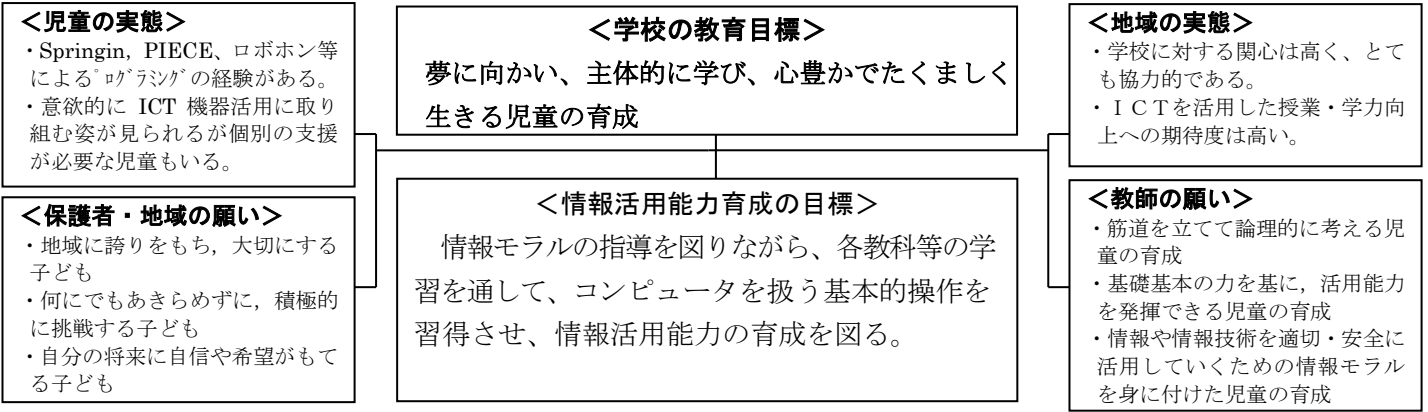 ＜児童の実態＞
・Springin，PIECE、ロボホン等
によるﾌﾟﾛｸﾞﾗﾐﾝｸﾞの経験がある。
・意欲的に ICT 機器活用に取り
組む姿が見られるが個別の支援
が必要な児童もいる。
＜保護者・地域の願い＞
・地域に誇りをもち，大切にする
子ども
・何にでもあきらめずに，積極的
に挑戦する子ども
・自分の将来に自信や希望がもて
る子ども
＜学校の教育目標＞
夢に向かい、主体的に学び、心豊かでたくましく
生きる児童の育成
＜情報活用能力育成の目標＞
情報モラルの指導を図りながら、各教科等の学
習を通して、コンピュータを扱う基本的操作を
習得させ、情報活用能力の育成を図る。
＜地域の実態＞
・学校に対する関心は高く、とて
も協力的である。
・ＩＣＴを活用した授業・学力向
上への期待度は高い。
＜教師の願い＞
・筋道を立てて論理的に考える児
童の育成
・基礎基本の力を基に，活用能力
を発揮できる児童の育成
・情報や情報技術を適切・安全に
活用していくための情報モラル
を身に付けた児童の育成